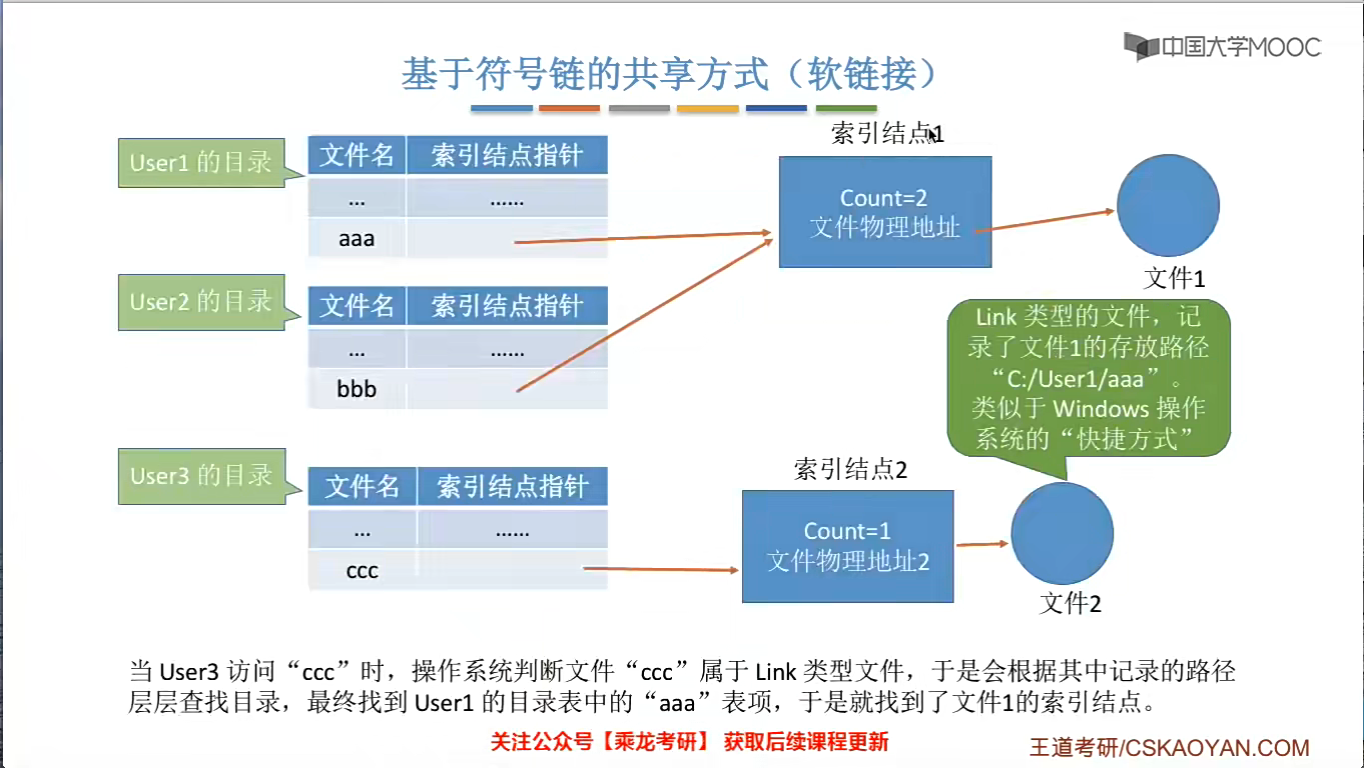 中国大学MOOC
基于符号链的共享方式（软链接）
索引结点1
User1 的目录
文件名 索引结点指针
... ......
aaa
Count=2
文件物理地址
文件1
User2 的目录
文件名 索引结点指针
... ......
bbb
Link 类型的文件，记
录了文件1的存放路径
“C:/User1/aaa”。
类似于 Windows 操作
系统的“快捷方式”
User3 的目录
文件名 索引结点指针
... ......
ccc
索引结点2
Count=1
文件物理地址2
文件2
当 User3 访问“ccc”时，操作系统判断文件“ccc”属于 Link 类型文件，于是会根据其中记录的路径
层层查找目录，最终找到 User1 的目录表中的“aaa”表项，于是就找到了文件1的索引结点。
关注公众号【乘龙考研】 获取后续课程更新
王道考研/CSKAOYAN.COM